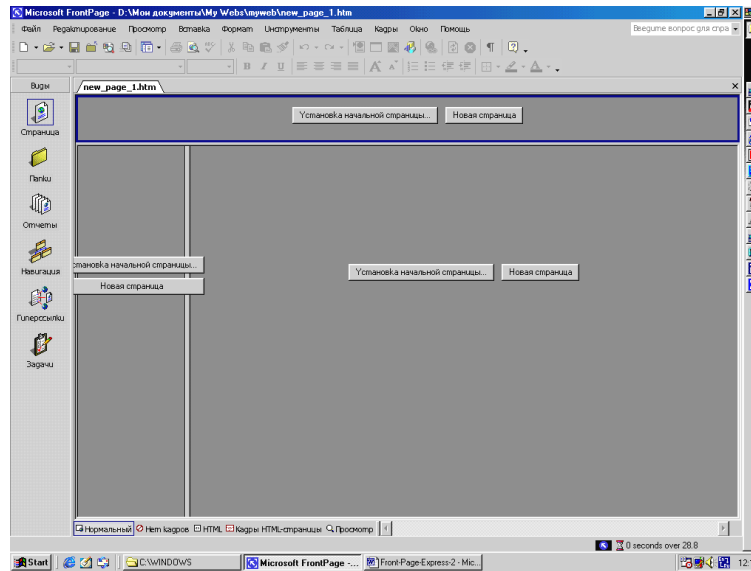 Microsoft FrontPage - D:\Мои документы\My Webs\myweb\new_page_1.htm
Файл Редактирование Просмотр Вставка Формат Инструменты Таблица Кадры Окно Помощь
Введите вопрос для спра
Виды
new_page_1.htm
Установка начальной страницы... Новая страница
Страница
Папки
Отчеты
Навигация
становка начальной страницы...
Новая страница
Установка начальной страницы... Новая страница
Гиперссылки
Задачи
Нормальный Нет кадров HTML Кадры HTML-страницы Просмотр
0 seconds over 28.8
Start C:\WINDOWS Microsoft FrontPage -... Front-Page-Express-2 - Mic... 12: